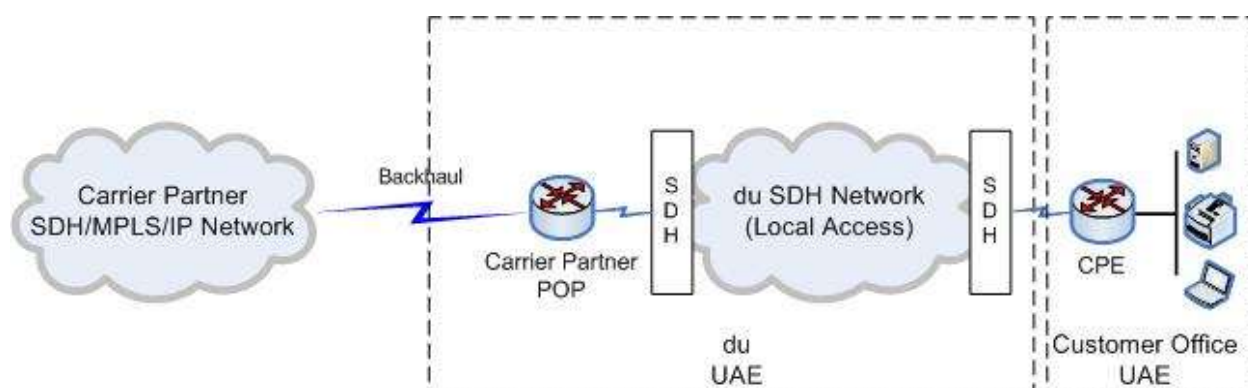 Carrier Partner
SDH/MPLS/IP Network
Backhaul
Carrier Partner
POP
S
D
H
du SDH Network
(Local Access)
S
D
H
CPE
du
UAE
Customer Office
UAE